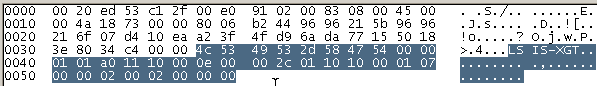 0000 00 20 ed 53 c1 2f 00 e0 91 02 00 83 08 00 45 00 . .S./.. ......E.
0010 00 4a 18 73 00 00 80 06 b2 44 96 96 21 5b 96 96 .J.s.... .D..![..
0020 21 6f 07 d4 10 ea a2 3f 4f d9 6a da 77 15 50 18 !o.....? O.j.w.P.
0030 3e 80 34 c4 00 00 4c 53 49 53 2d 58 47 54 00 00 >.4...LS IS-XGT..
0040 01 01 a0 11 10 00 0e 00 00 2c 01 10 10 00 01 07 ........ .,......
0050 00 00 02 00 02 00 00 00 ........